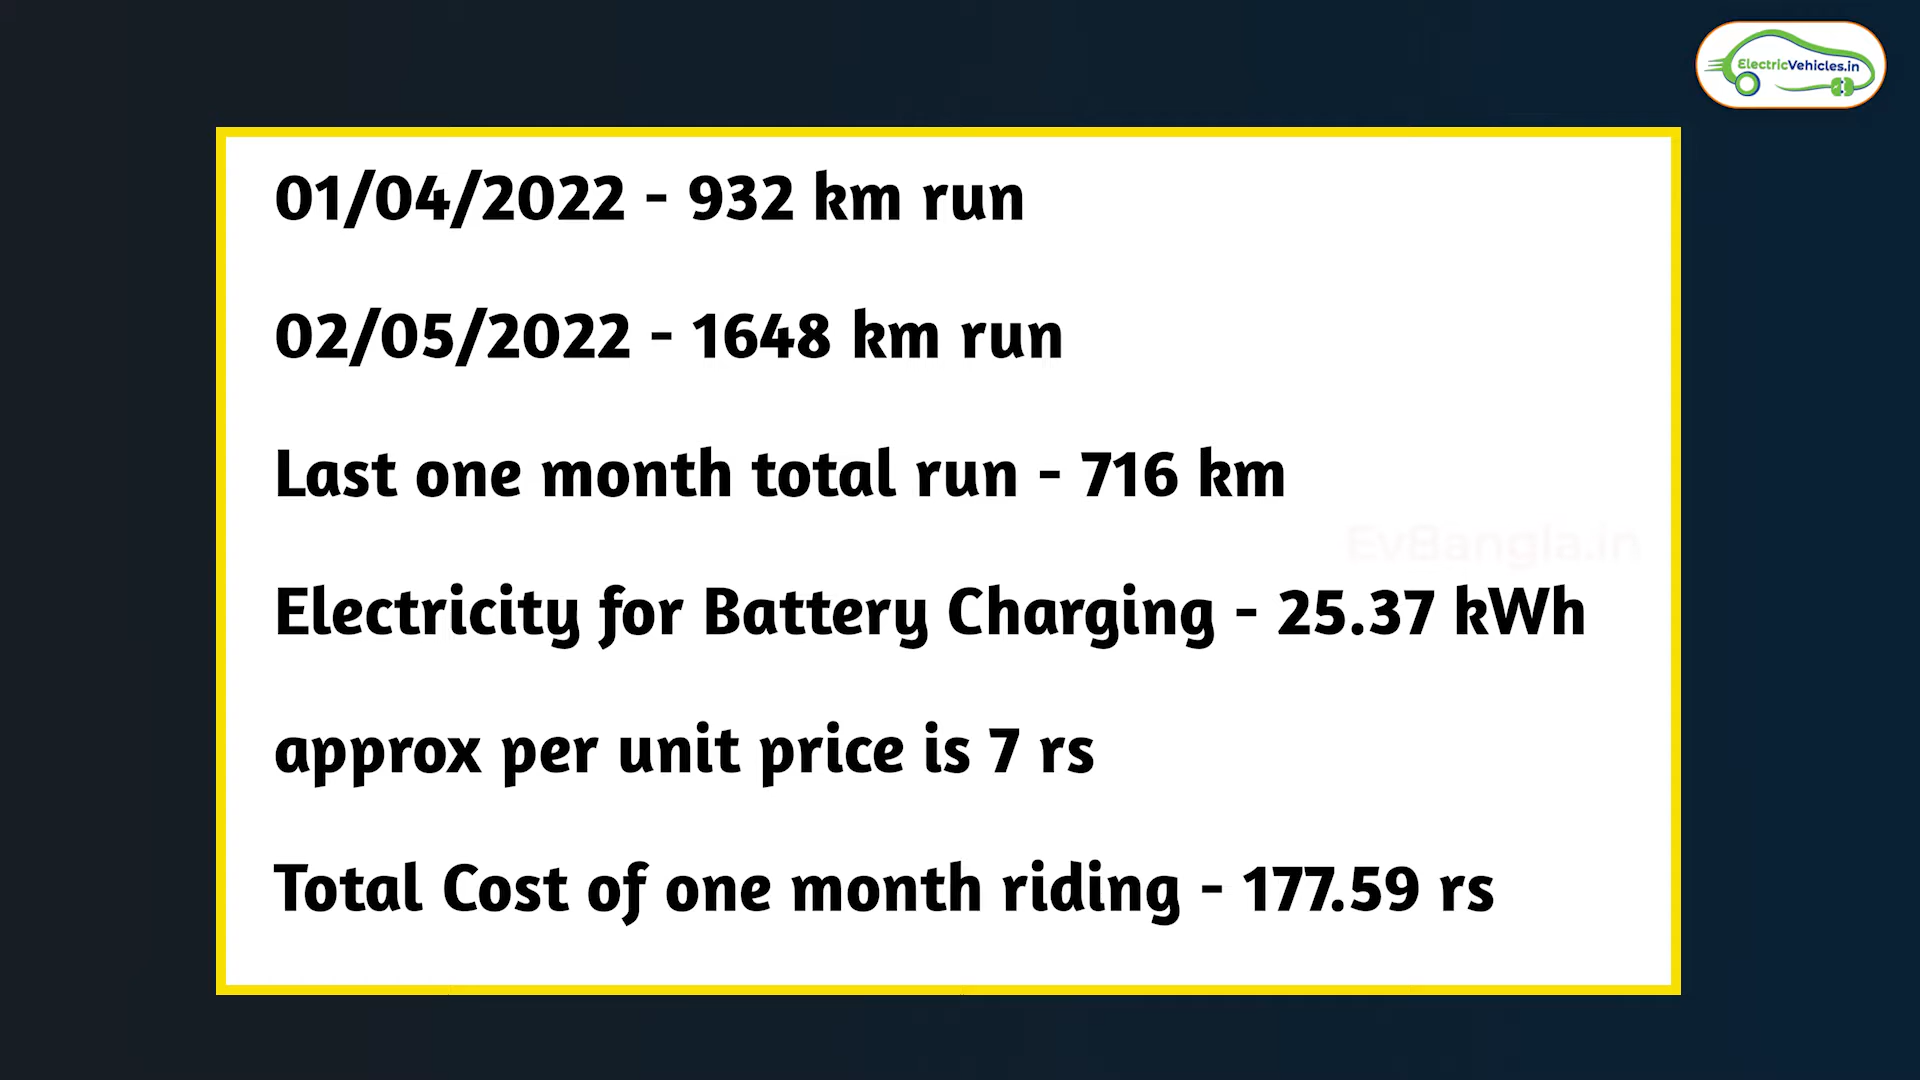 ElectricVehicles.in
01/04/2022 - 932 km run
02/05/2022 - 1648 km run
Last one month total run - 716 km
EvBangla.in
Electricity for Battery Charging - 25.37 kWh
approx per unit price is 7 rs
Total Cost of one month riding - 177.59 rs